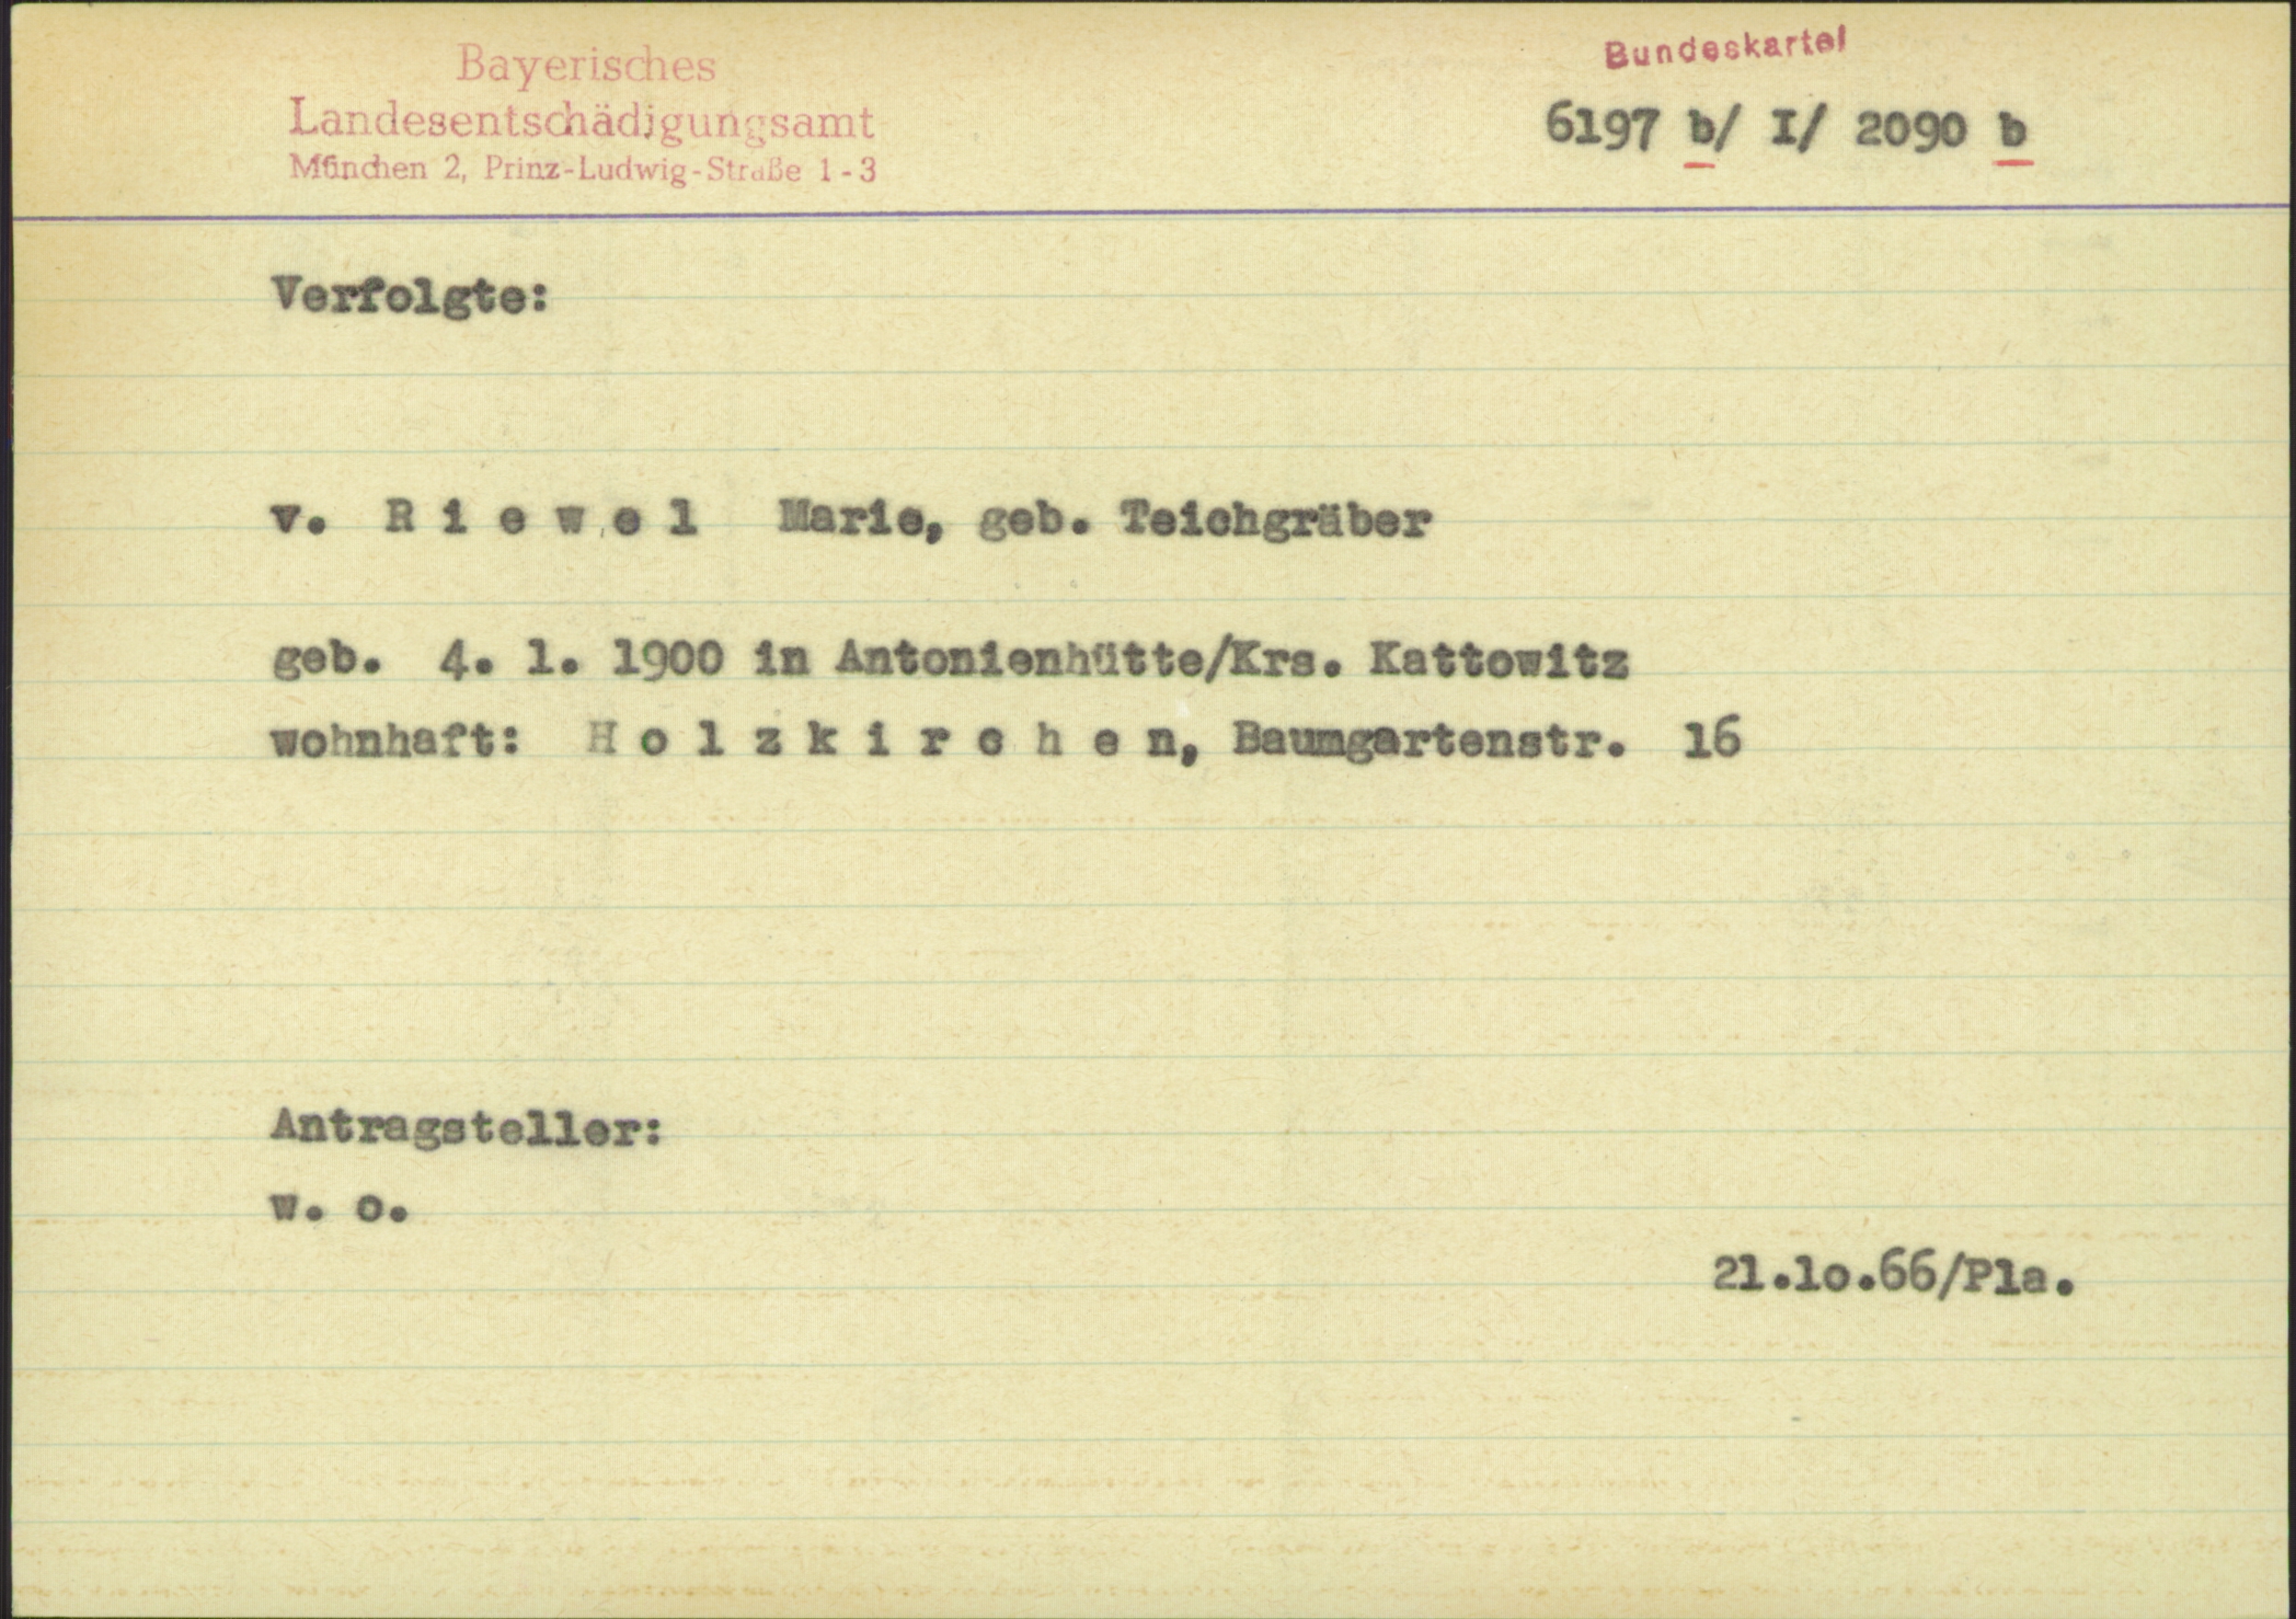 Bayerisches
Landesentschädigungsamt
München 2, Prinz-Ludwig-Straße 1-3
Bundeskartei
6197 b/ I/ 2090 b
Verfolgte:
v. R i e w e l Marie, geb. Teichgräber
geb. 4. 1. 1900 in Antonienhütte/Krs. Kattowitz
wohnhaft: H o l z k i r c h e n, Baumgartenstr. 16
Antragsteller:
w. o.
21.1o.66/Pla.